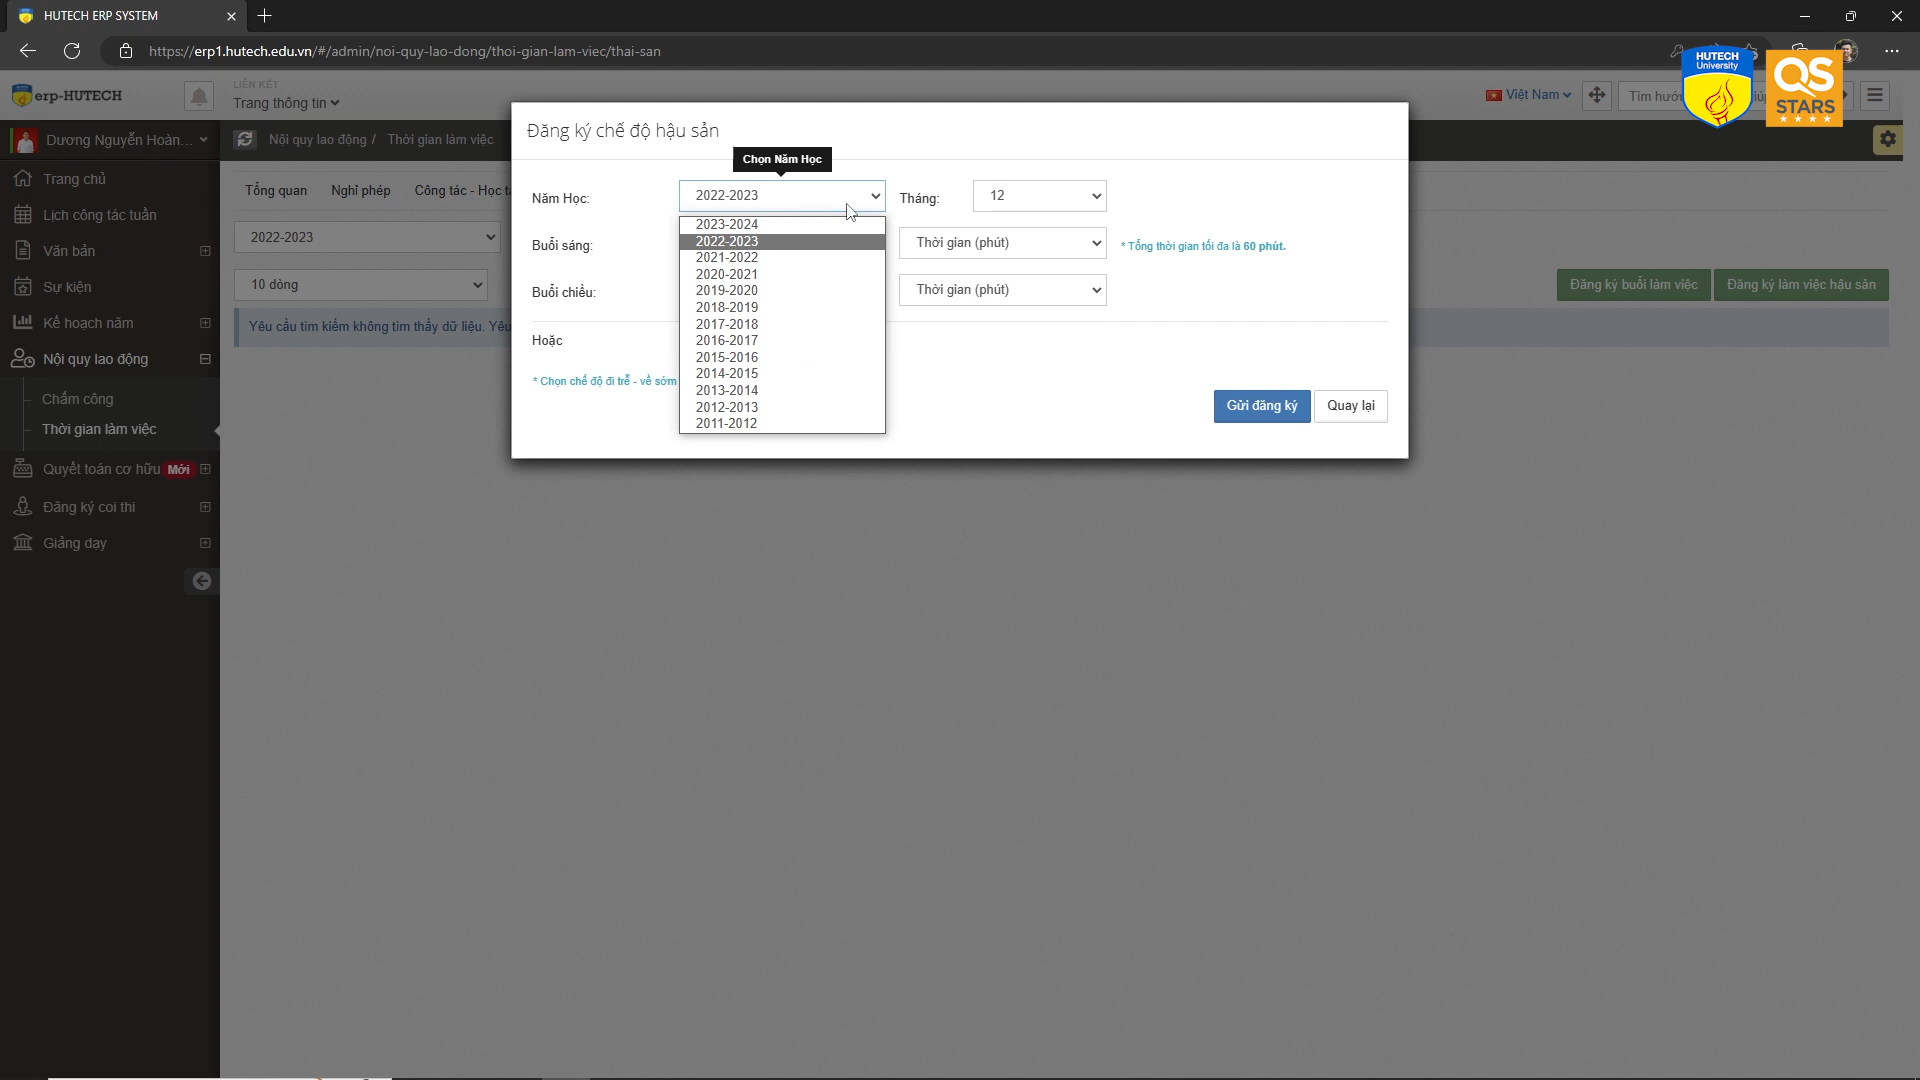 HUTECH ERP SYSTEM
https://erp1.hutech.edu.vn/#/admin/noi-quy-lao-dong/thoi-gian-lam-viec/thai-san
HUTECH
University
QS
STARS
erp-HUTECH
LIÊN KẾT
Trang thông tin
Việt Nam
Tìm hướ
Dương Nguyễn Hoàn...
Nội quy lao động / Thời gian làm việc
Trang chủ
Lịch công tác tuần
Văn bản
Sự kiện
Kế hoạch năm
Nội quy lao động
Chấm công
Thời gian làm việc
Quyết toán cơ hữu Mới
Đăng ký coi thi
Giảng dạy
Tổng quan Nghỉ phép Công tác - Học t
2022-2023
10 dòng
Đăng ký buổi làm việc Đăng ký làm việc hậu sản
Yêu cầu tìm kiếm không tìm thấy dữ liệu. Yêu
Đăng ký chế độ hậu sản
Chọn Năm Học
Năm Học: 2022-2023 Tháng: 12
2023-2024
2022-2023
2021-2022
2020-2021
2019-2020
2018-2019
2017-2018
2016-2017
2015-2016
2014-2015
2013-2014
2012-2013
2011-2012
Buổi sáng: Thời gian (phút) * Tổng thời gian tối đa là 60 phút.
Buổi chiều: Thời gian (phút)
Hoặc
* Chọn chế độ đi trễ - về sớm
Gửi đăng ký Quay lại